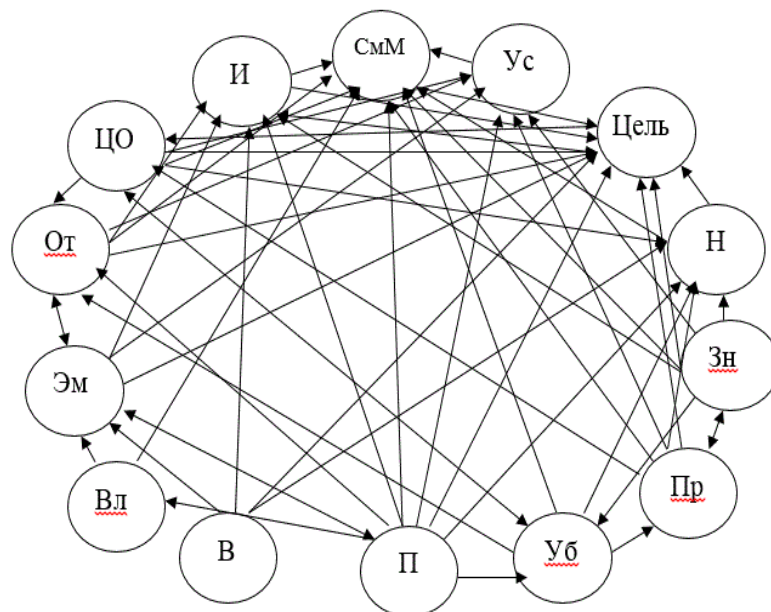 СмМ
Ус
И
Цель
ЦО
От
Н
Эм
Зн
Вл
Пр
В
П
Уб